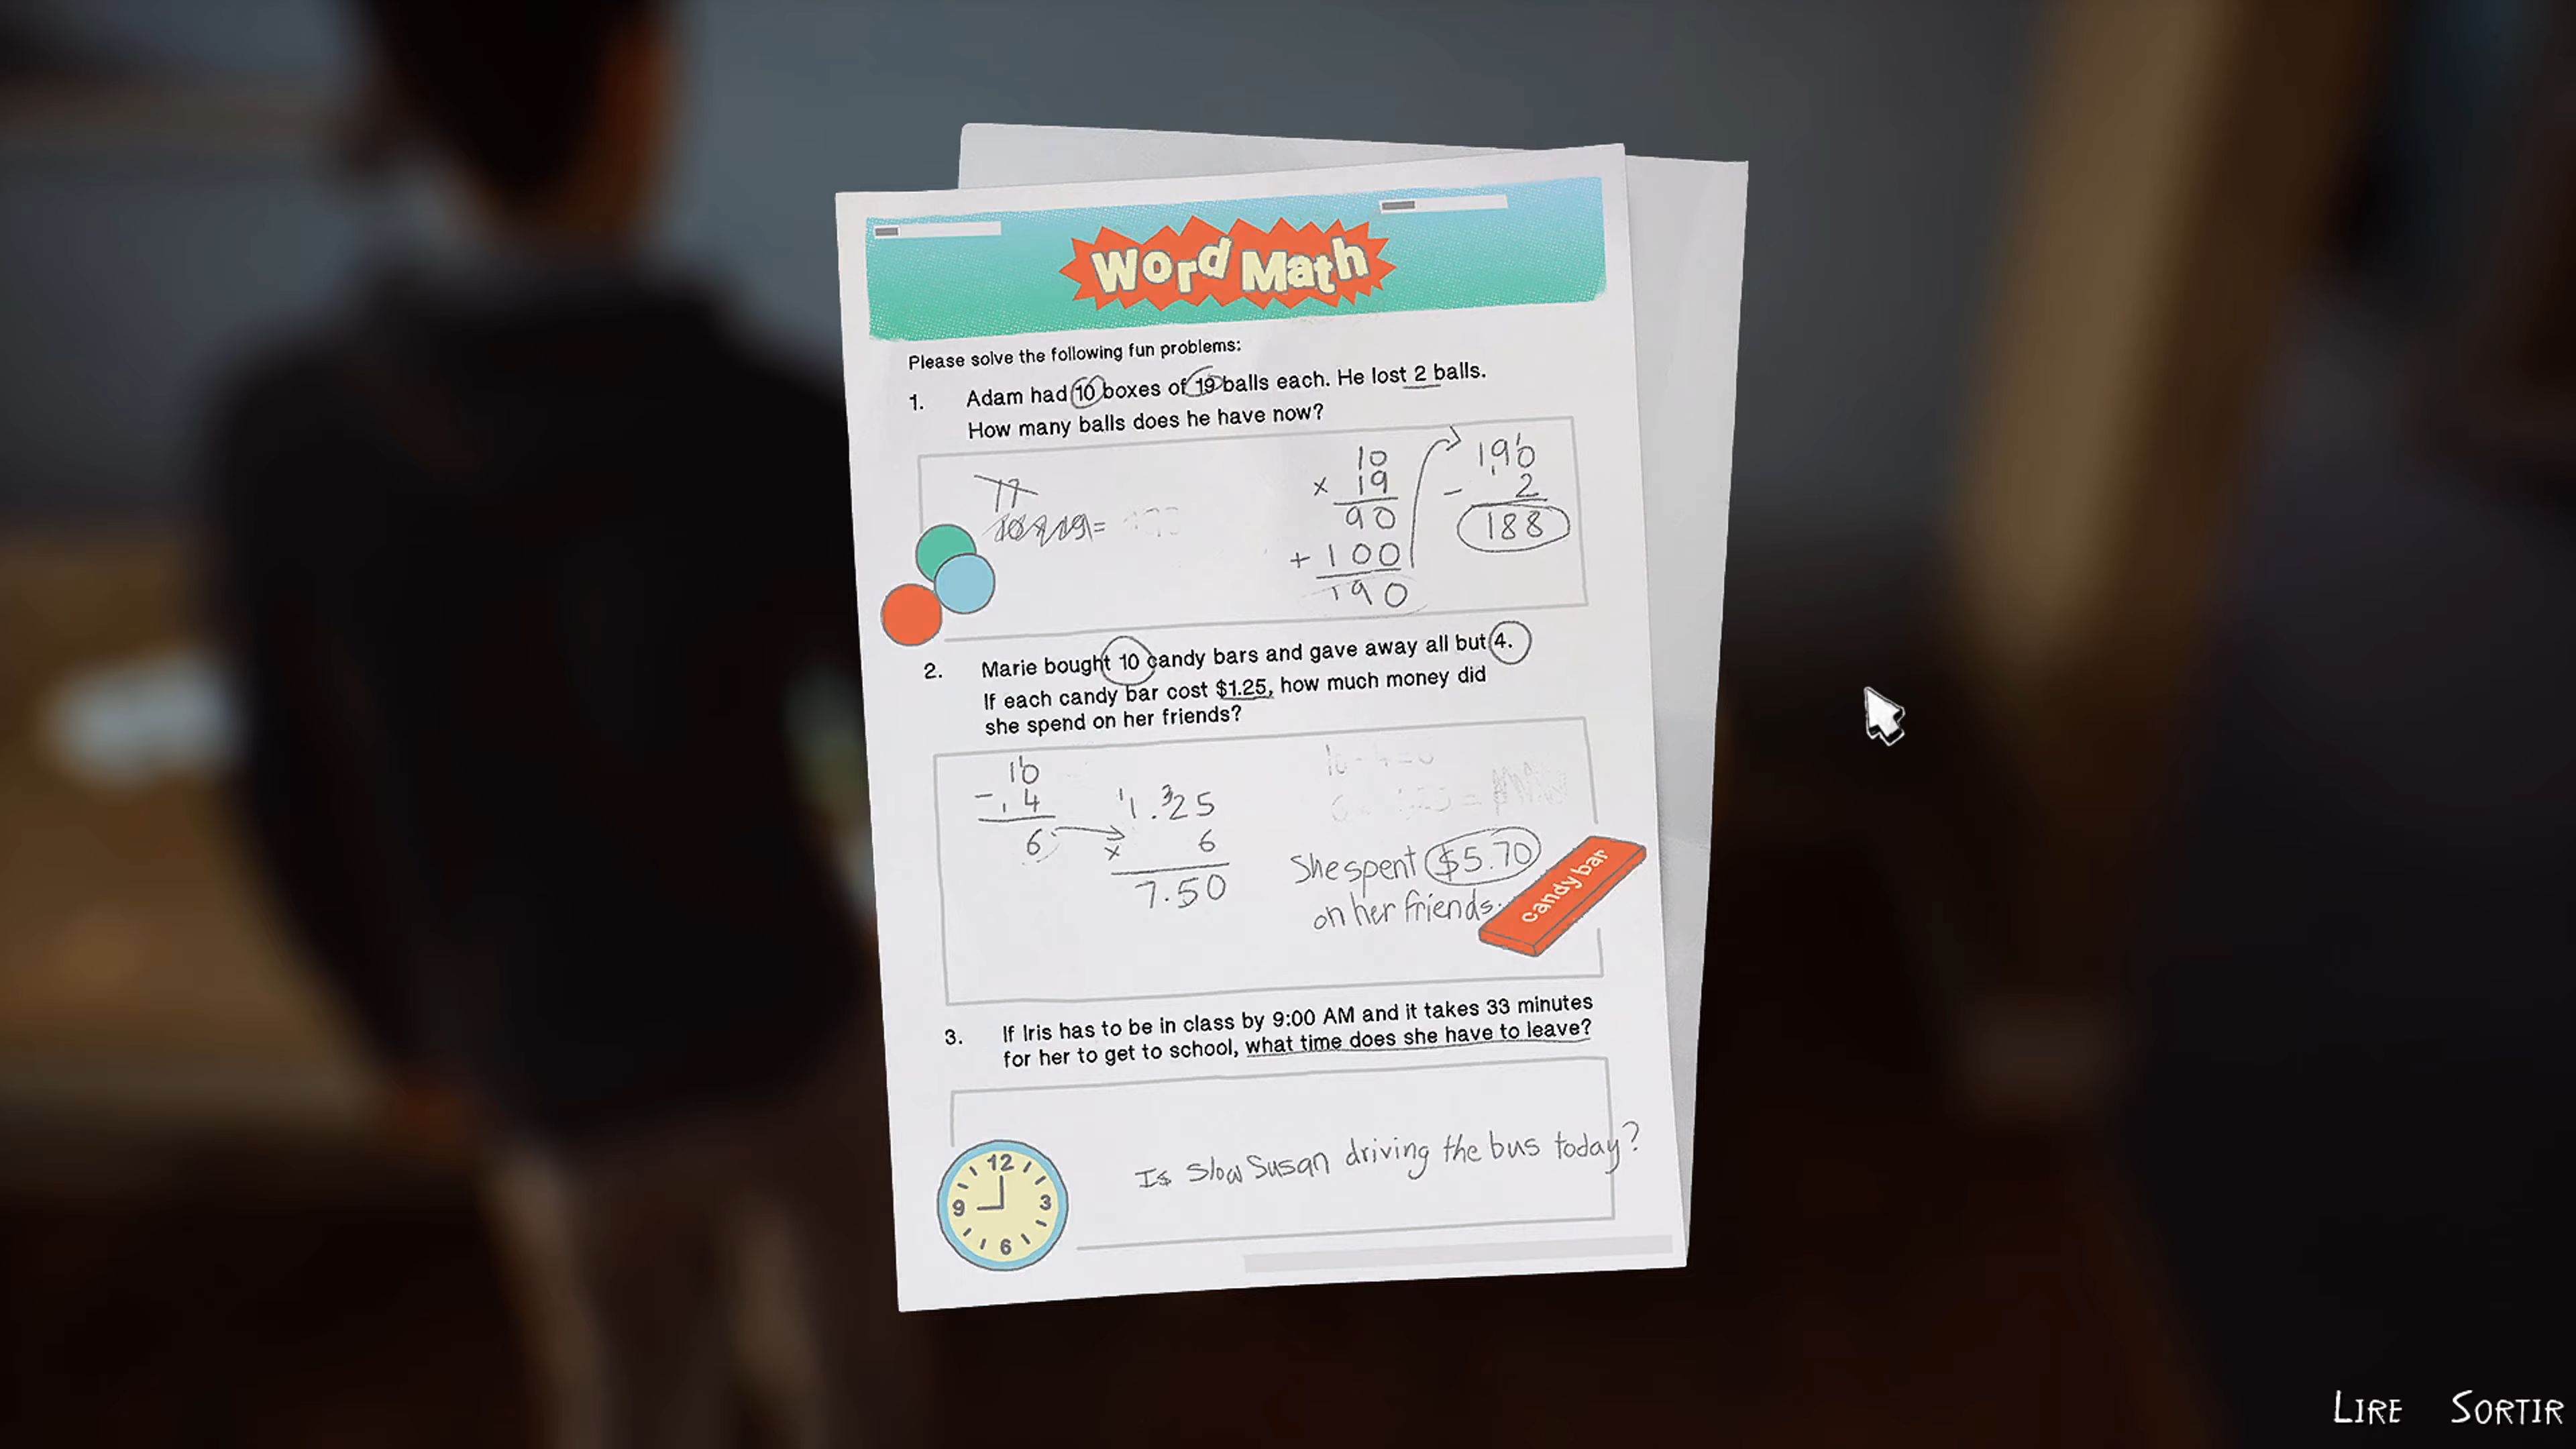 Word Math
Please solve the following fun problems:
1. Adam had 10 boxes of 19 balls each. He lost 2 balls.
How many balls does he have now?
17
=
10
x 19
90
+ 100
190
190
- 2
188
2. Marie bought 10 candy bars and gave away all but 4.
If each candy bar cost $1.25, how much money did
she spend on her friends?
10
- 4
6
1 3
1.25
x 6
7.50
10-4=6
She spent $5.70
on her friends.
candy bar
3. If Iris has to be in class by 9:00 AM and it takes 33 minutes
for her to get to school, what time does she have to leave?
12
9 3
6
Is Slow Susan driving the bus today?
LIRE SORTIR